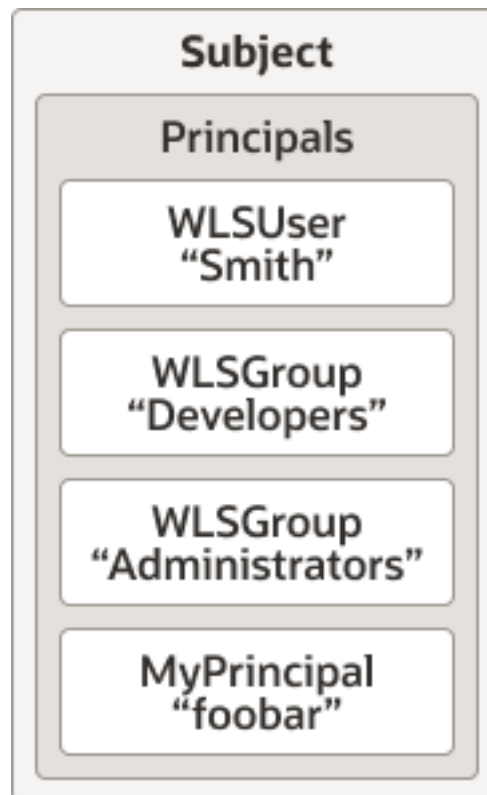 Subject
Principals
WLSUser
“Smith”
WLSGroup
“Developers”
WLSGroup
“Administrators”
MyPrincipal
“foobar”